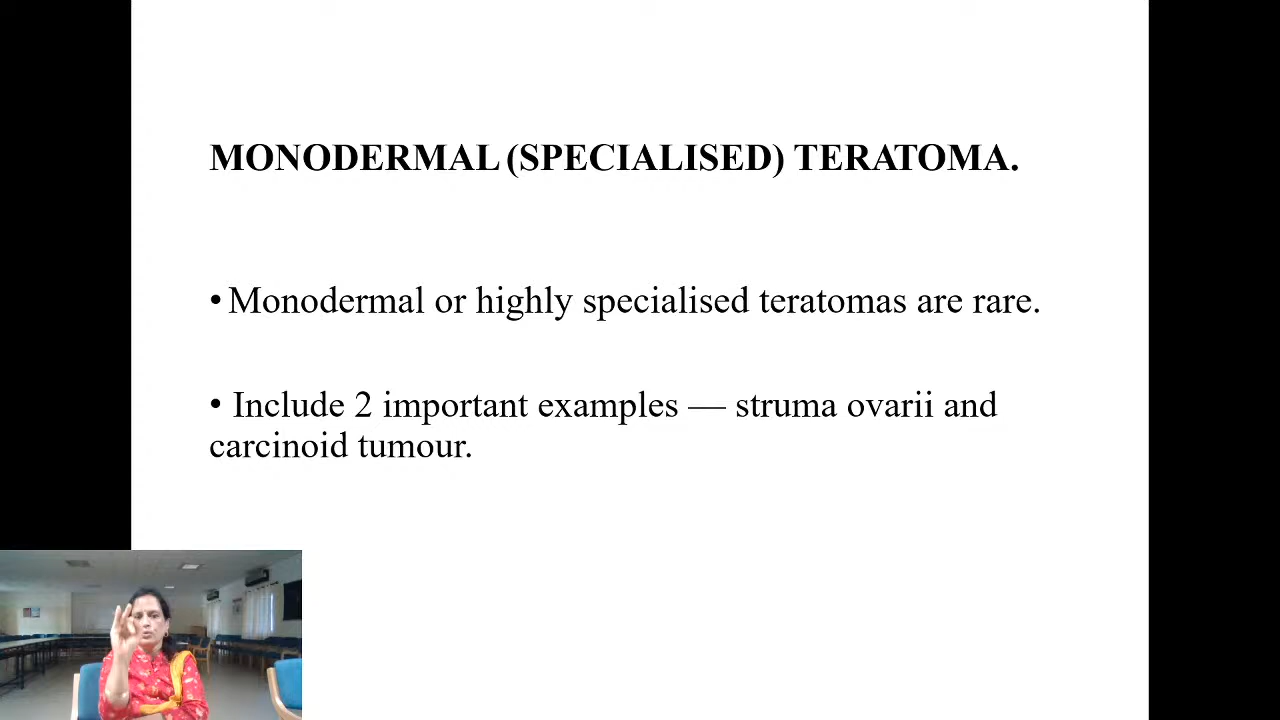 MONODERMAL (SPECIALISED) TERATOMA.
• Monodermal or highly specialised teratomas are rare.
• Include 2 important examples — struma ovarii and
carcinoid tumour.